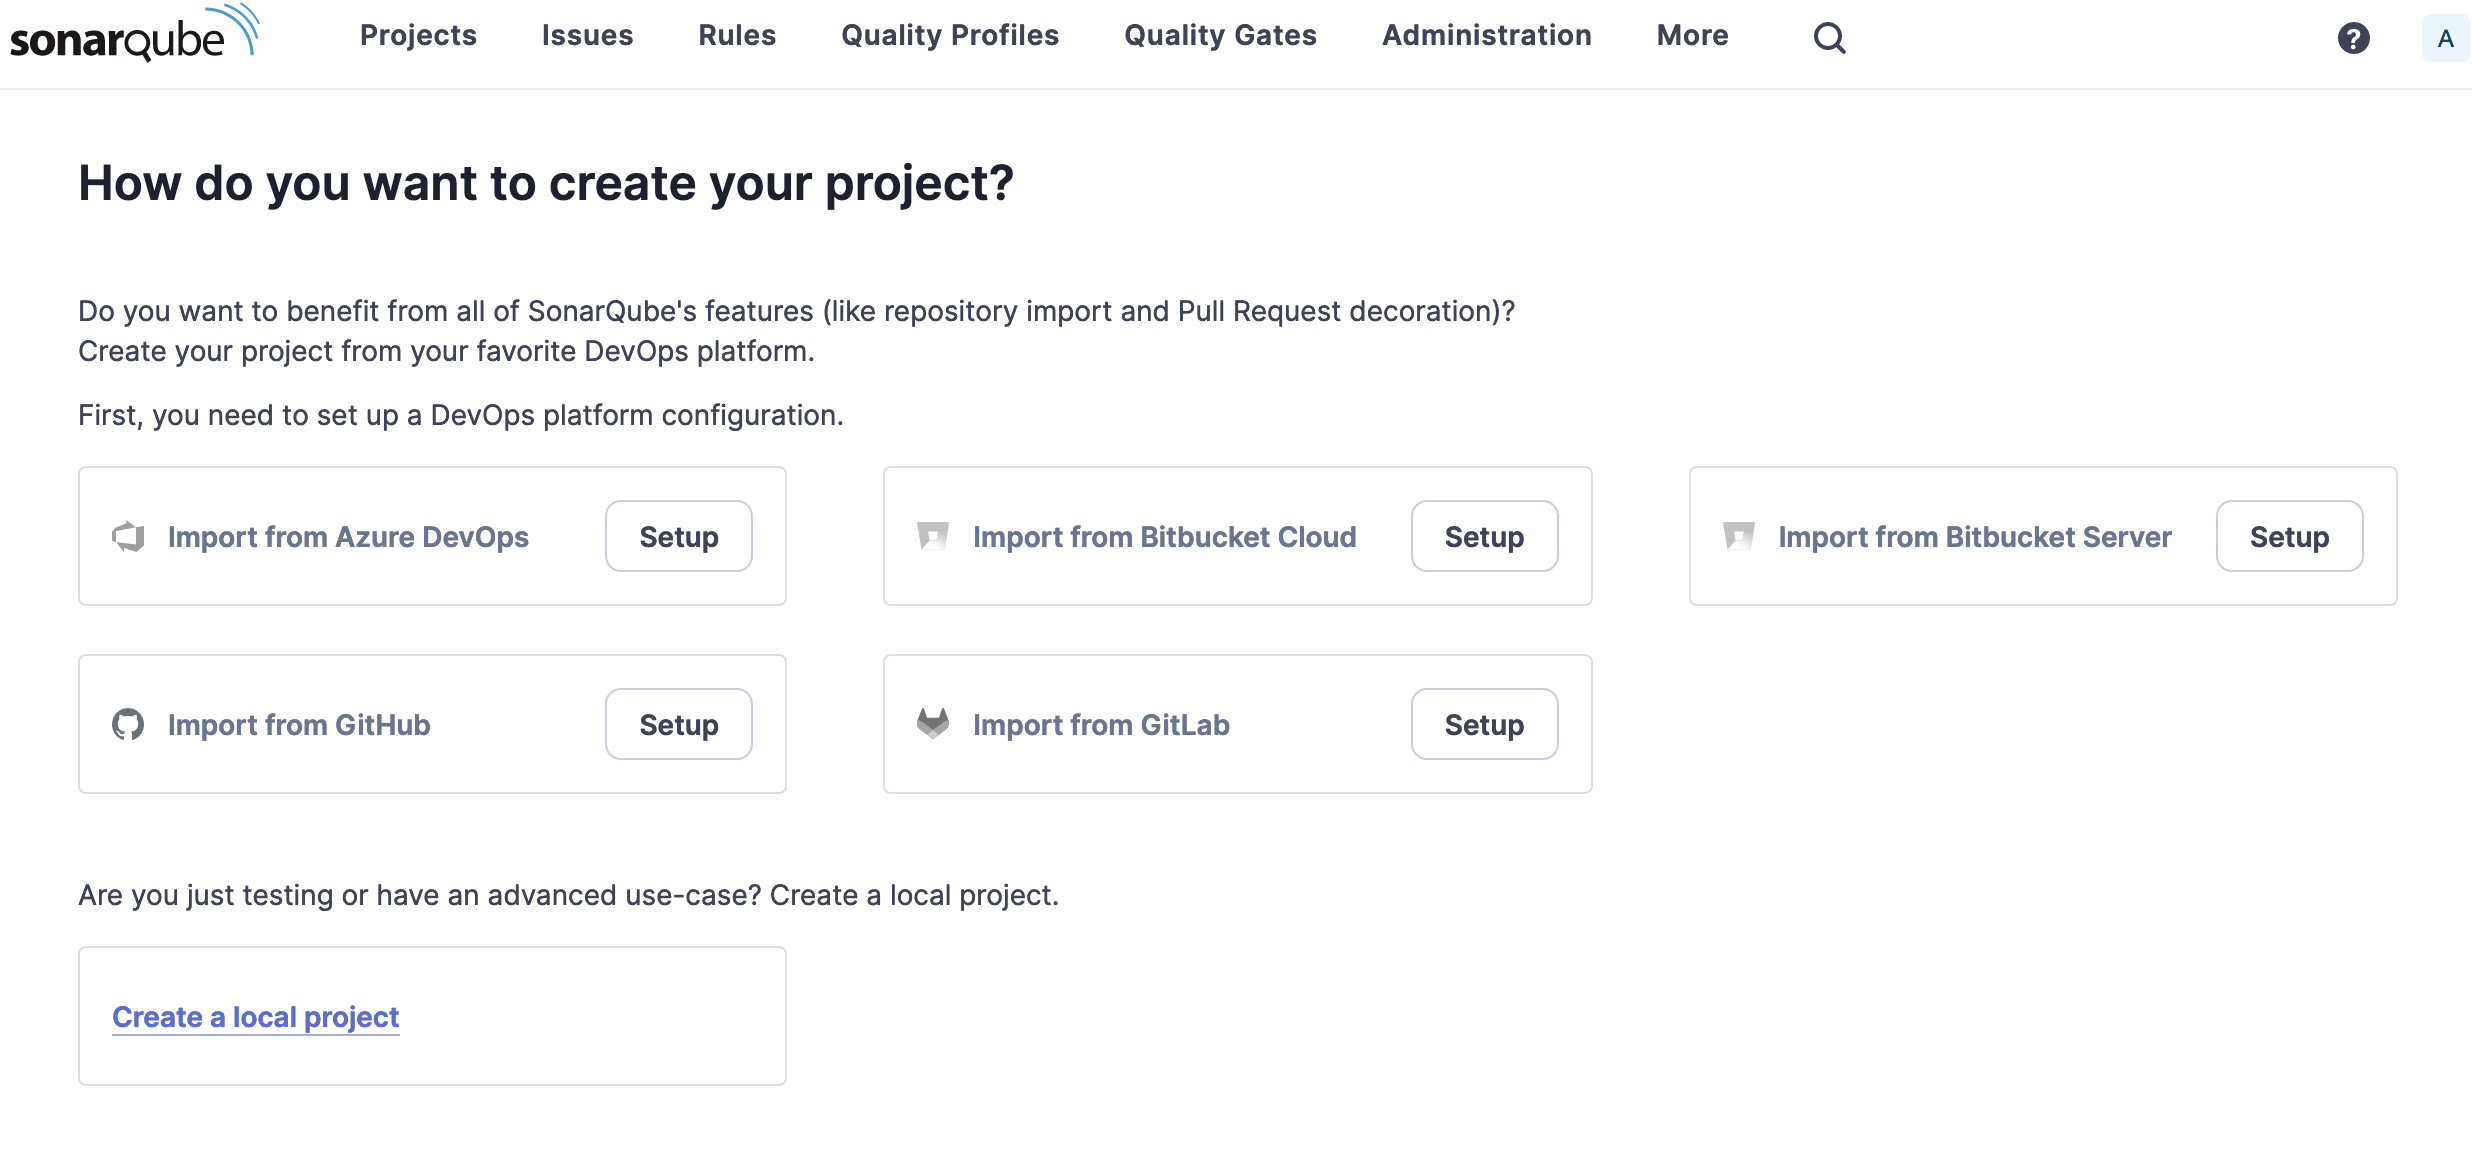 sonarqube Projects Issues Rules Quality Profiles Quality Gates Administration More ? A
How do you want to create your project?
Do you want to benefit from all of SonarQube's features (like repository import and Pull Request decoration)?
Create your project from your favorite DevOps platform.
First, you need to set up a DevOps platform configuration.
Import from Azure DevOps Setup Import from Bitbucket Cloud Setup Import from Bitbucket Server Setup
Import from GitHub Setup Import from GitLab Setup
Are you just testing or have an advanced use-case? Create a local project.
Create a local project